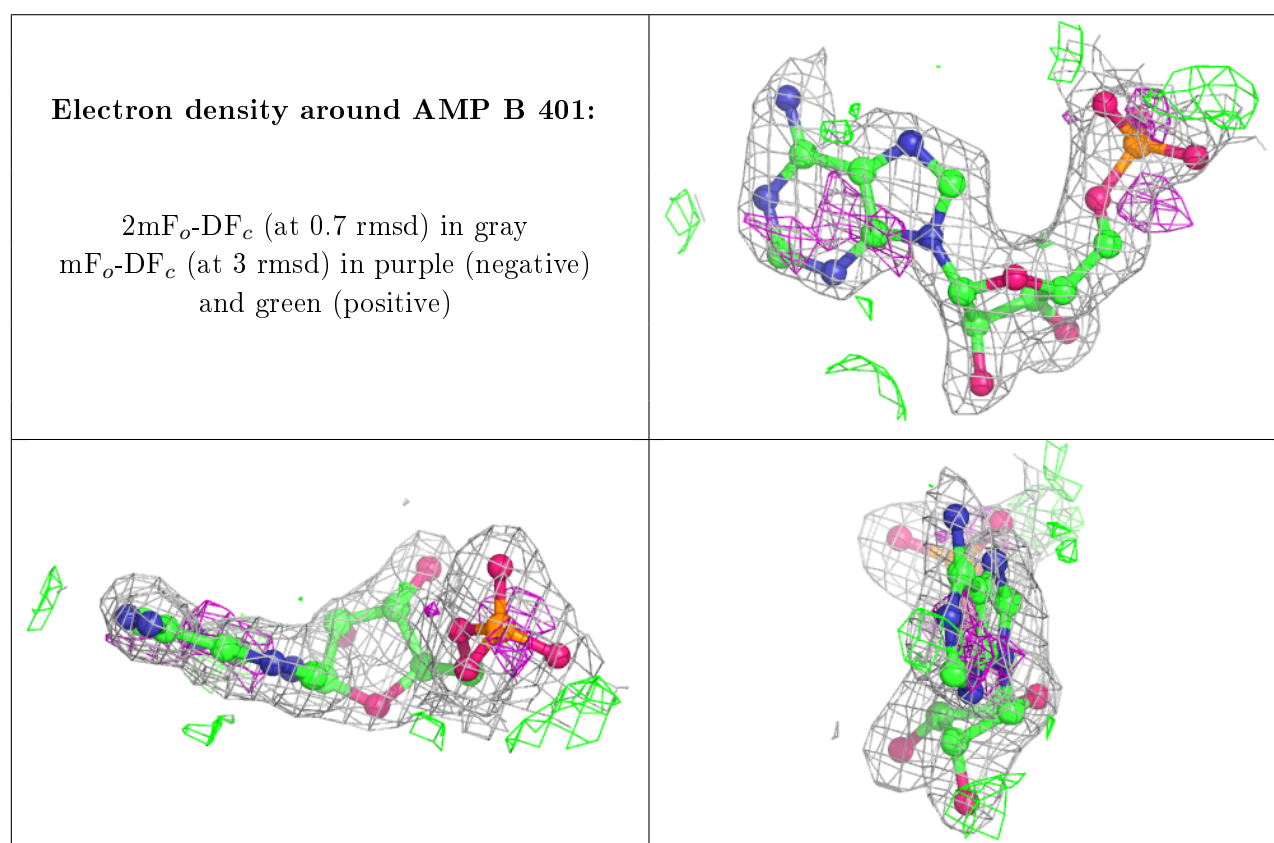 Electron density around AMP B 401:
2mFo-DFc (at 0.7 rmsd) in gray
mFo-DFc (at 3 rmsd) in purple (negative)
and green (positive)